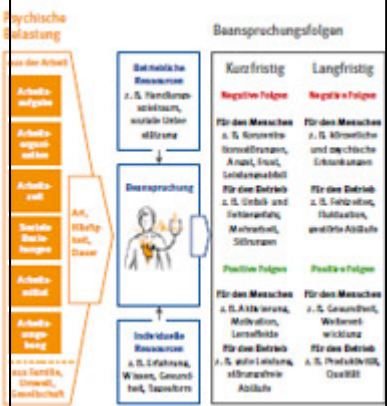 Psychische
Belastung
aus der Arbeit
Arbeits-
aufgabe
Arbeits-
organi-
sation
Arbeits-
zeit
Soziale
Bezie-
hungen
Arbeits-
mittel
Arbeits-
umge-
bung
aus Familie,
Umwelt,
Gesellschaft
Art,
Häufig-
keit,
Dauer
Betriebliche
Ressourcen
z. B. Handlungs-
spielraum,
soziale Unter-
stützung
Beanspruchung
Individuelle
Ressourcen
z. B. Erfahrung,
Wissen, Gesund-
heit, Tagesform
Beanspruchungsfolgen
Kurzfristig
Negative Folgen
Für den Menschen
z. B. Konzentra-
tionsstörungen,
Angst, Frust,
Leistungsabfall
Für den Betrieb
z. B. Unfall- und
Fehlergefahr,
Mehrarbeit,
Störungen
Positive Folgen
Für den Menschen
z. B. Aktivierung,
Motivation,
Lerneffekte
Für den Betrieb
z. B. gute Leistung,
störungsfreie
Abläufe
Langfristig
Negative Folgen
Für den Menschen
z. B. körperliche
und psychische
Erkrankungen
Für den Betrieb
z. B. Fehlzeiten,
Fluktuation,
gestörte Abläufe
Positive Folgen
Für den Menschen
z. B. Gesundheit,
Weiterent-
wicklung
Für den Betrieb
z. B. Produktivität,
Qualität